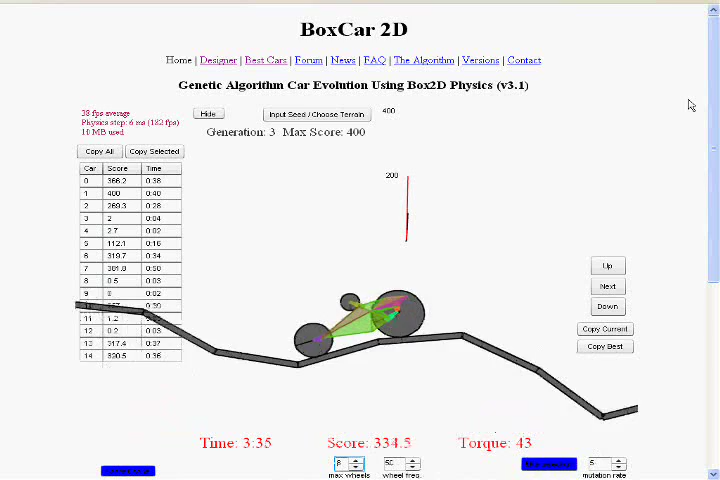 BoxCar 2D
Home | Designer | Best Cars | Forum | News | FAQ | The Algorithm | Versions | Contact
Genetic Algorithm Car Evolution Using Box2D Physics (v3.1)
38 fps average
Physics step: 6 ms (182 fps)
10 MB used
Hide
Input Seed / Choose Terrain
400
Generation: 3 Max Score: 400
Copy All
Copy Selected
Car Score Time
0 366.2 0:38
1 400 0:40
2 269.3 0:28
3 2 0:04
4 2.7 0:02
5 112.1 0:16
6 319.7 0:34
7 0:50
8 0.5 0:03
9 0:02
11 1.2
12 0.2 0:03
13 317.4 0:37
14 320.5 0:36
200
Up
Next
Down
Copy Current
Copy Best
Time: 3:35 Score: 334.5 Torque: 43
8
50
5
max wheels
wheel freq.
mutation rate